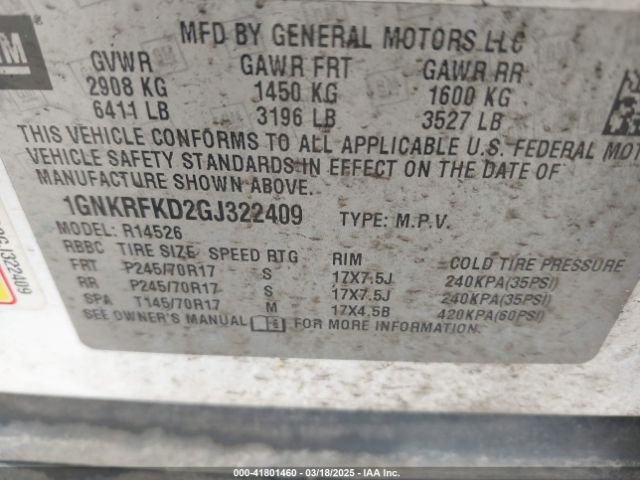 GM
MFD BY GENERAL MOTORS LLC
GVWR GAWR FRT GAWR RR
2908 KG 1450 KG 1600 KG
6411 LB 3196 LB 3527 LB
THIS VEHICLE CONFORMS TO ALL APPLICABLE U.S. FEDERAL MOT
VEHICLE SAFETY STANDARDS IN EFFECT ON THE DATE OF
MANUFACTURE SHOWN ABOVE.
1GNKRFKD2GJ322409 TYPE: M.P.V.
MODEL: R14526
RBBC TIRE SIZE SPEED RTG RIM COLD TIRE PRESSURE
FRT P245/70R17 S 17X7.5J 240KPA(35PSI)
RR P245/70R17 S 17X7.5J 240KPA(35PSI)
SPA T145/70R17 M 17X4.5B 420KPA(60PSI)
SEE OWNER'S MANUAL FOR MORE INFORMATION.
GJ322409
000-41801460 — 03/18/2025 — IAA Inc.